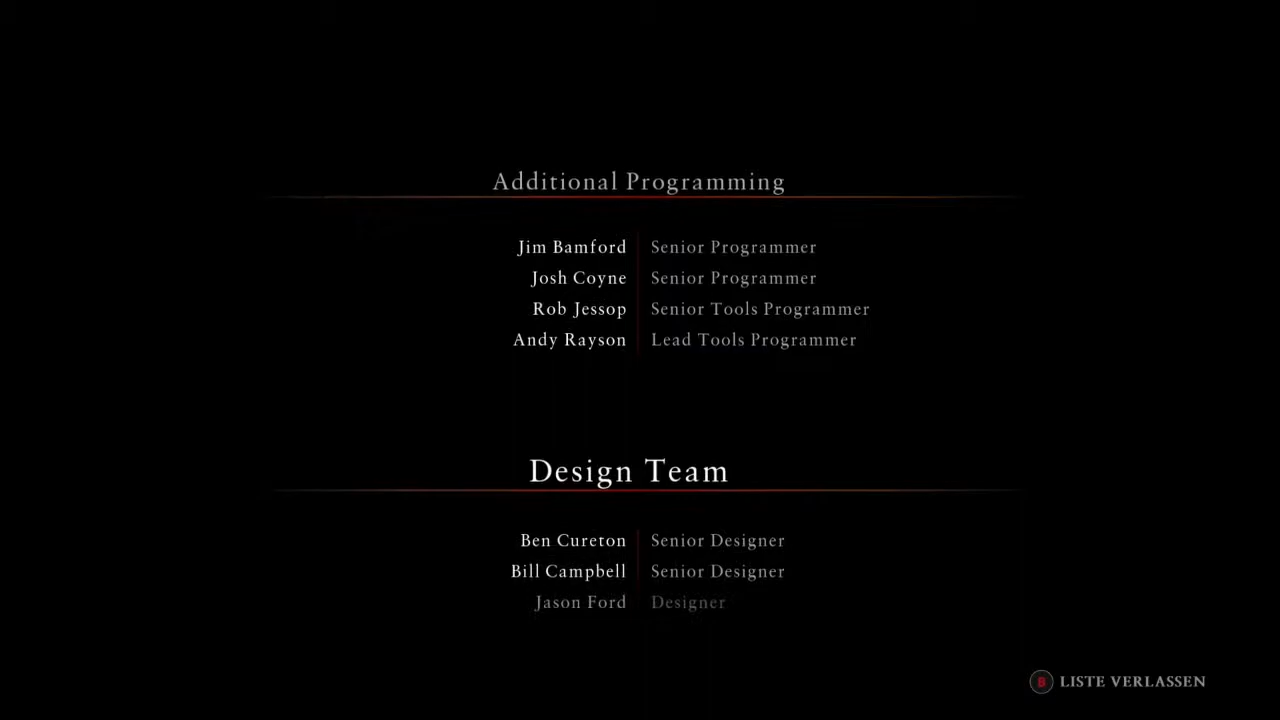 Additional Programming
Jim Bamford Senior Programmer
Josh Coyne Senior Programmer
Rob Jessop Senior Tools Programmer
Andy Rayson Lead Tools Programmer
Design Team
Ben Cureton Senior Designer
Bill Campbell Senior Designer
Jason Ford Designer
B LISTE VERLASSEN